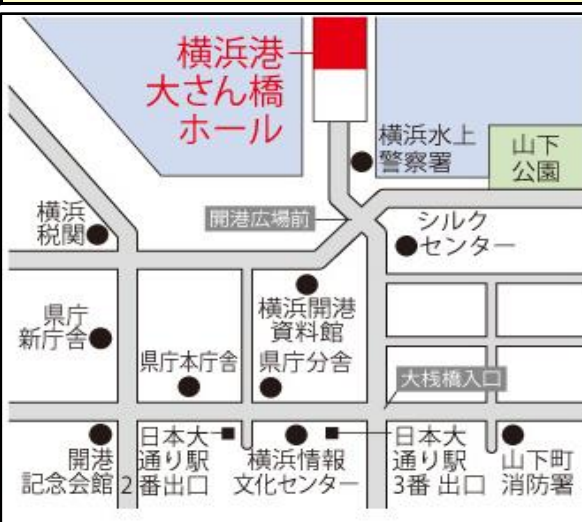 横浜港
大さん橋
ホール
横浜水上
警察署
山下
公園
横浜
税関
開港広場前
シルク
センター
県庁
新庁舎
横浜開港
資料館
県庁本庁舎
県庁分舎
大桟橋入口
開港
記念会館
日本大
通り駅
2番出口
横浜情報
文化センター
日本大
通り駅
3番 出口
山下町
消防署